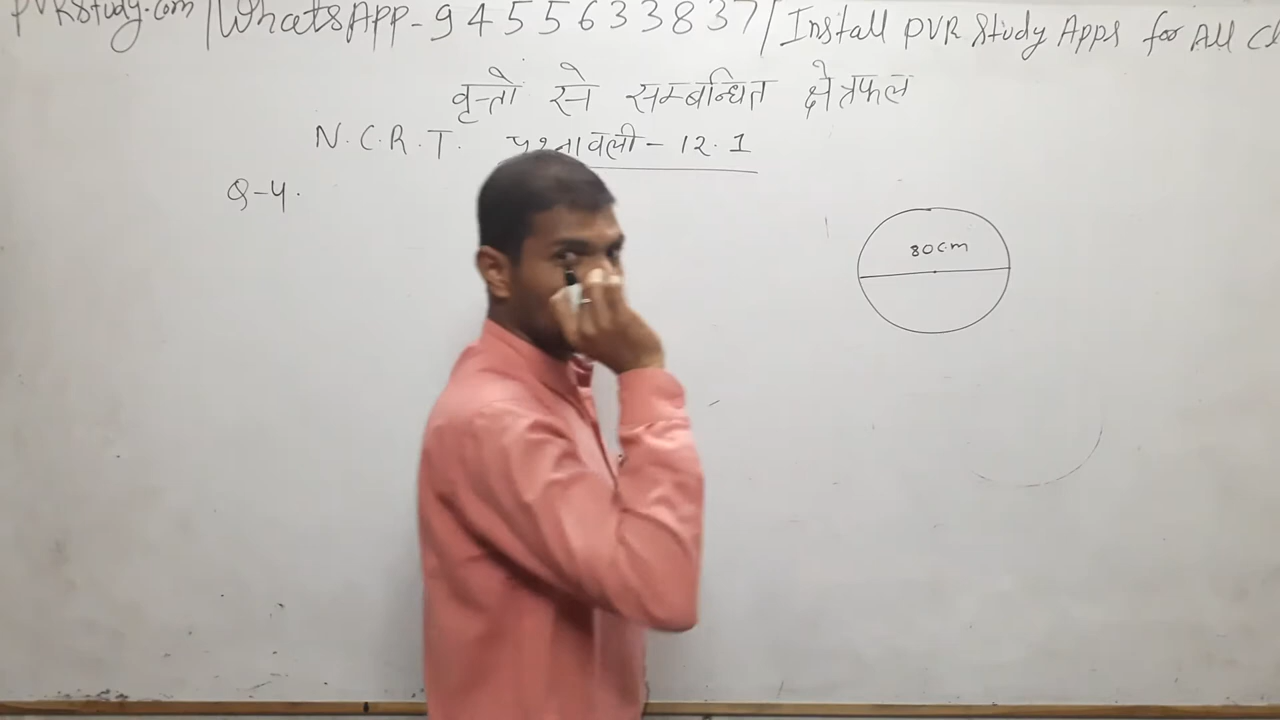 PVRStudy.com | WhatsApp-9455633837 | Install PVR Study Apps for All Cl
वृत्तो से सम्बन्धित क्षेत्रफल
N.C.R.T. प्रश्नावली - 12.1
Q-4.
80cm